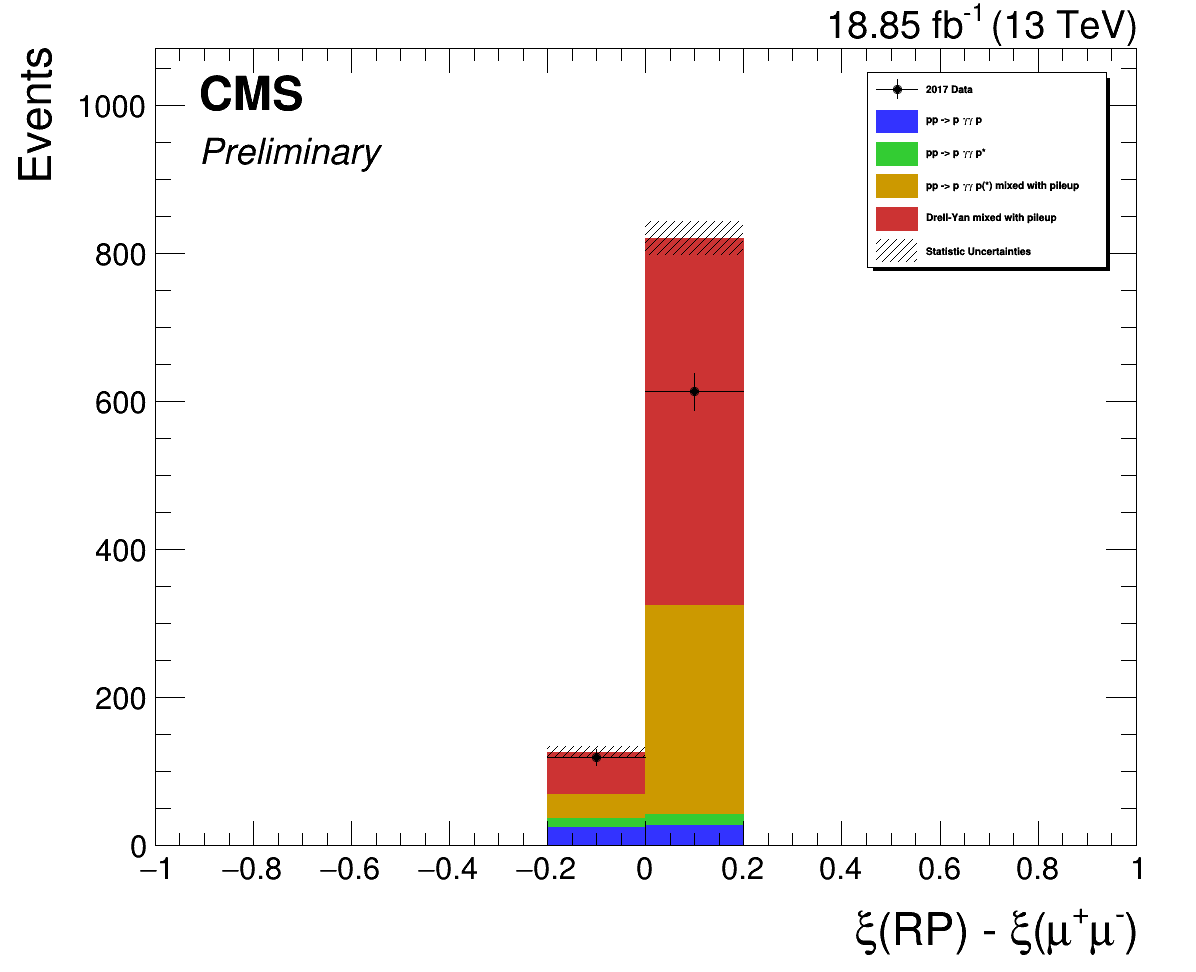 18.85 fb-1 (13 TeV)
Events
CMS
Preliminary
2017 Data
pp -> p γγ p
pp -> p γγ p*
pp -> p γγ p(*) mixed with pileup
Drell-Yan mixed with pileup
Statistic Uncertainties
1000
800
600
400
200
0
−1 −0.8 −0.6 −0.4 −0.2 0 0.2 0.4 0.6 0.8 1
ξ(RP) - ξ(μ+μ-)